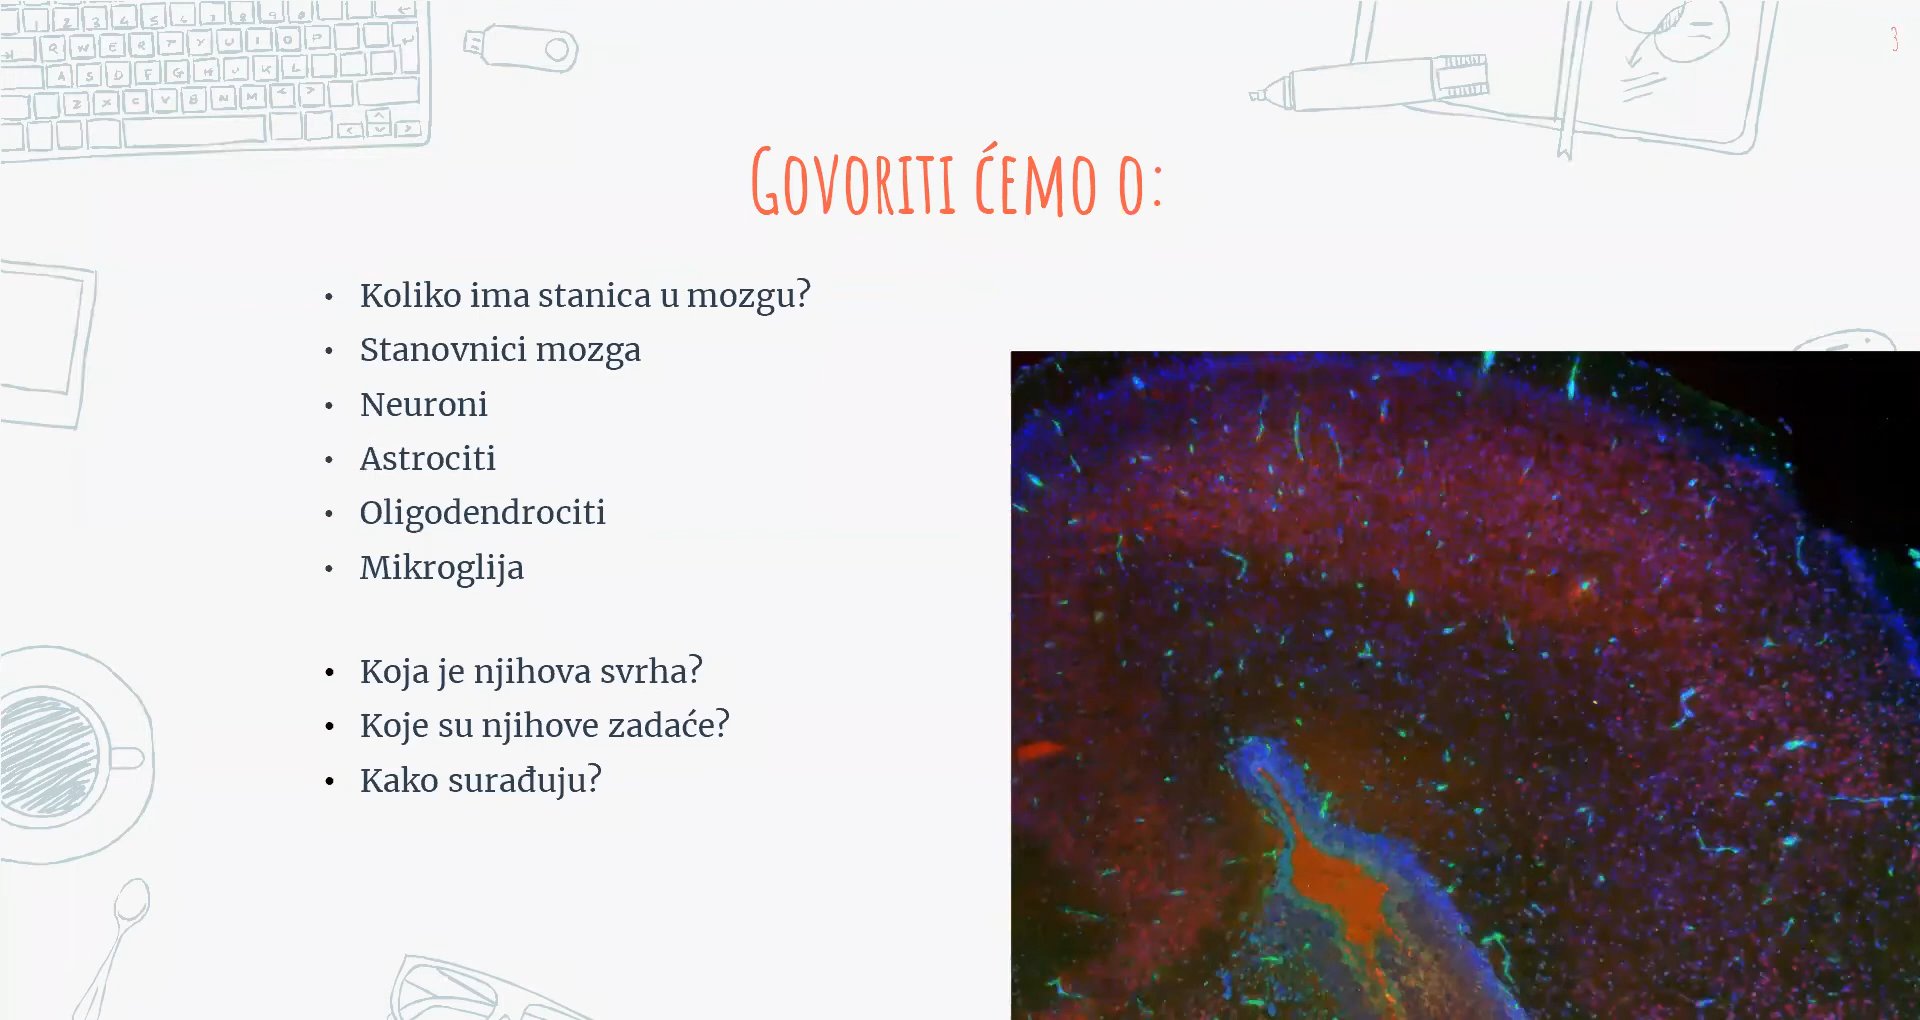 3
Govoriti ćemo o:
• Koliko ima stanica u mozgu?
• Stanovnici mozga
• Neuroni
• Astrociti
• Oligodendrociti
• Mikroglija
• Koja je njihova svrha?
• Koje su njihove zadaće?
• Kako surađuju?